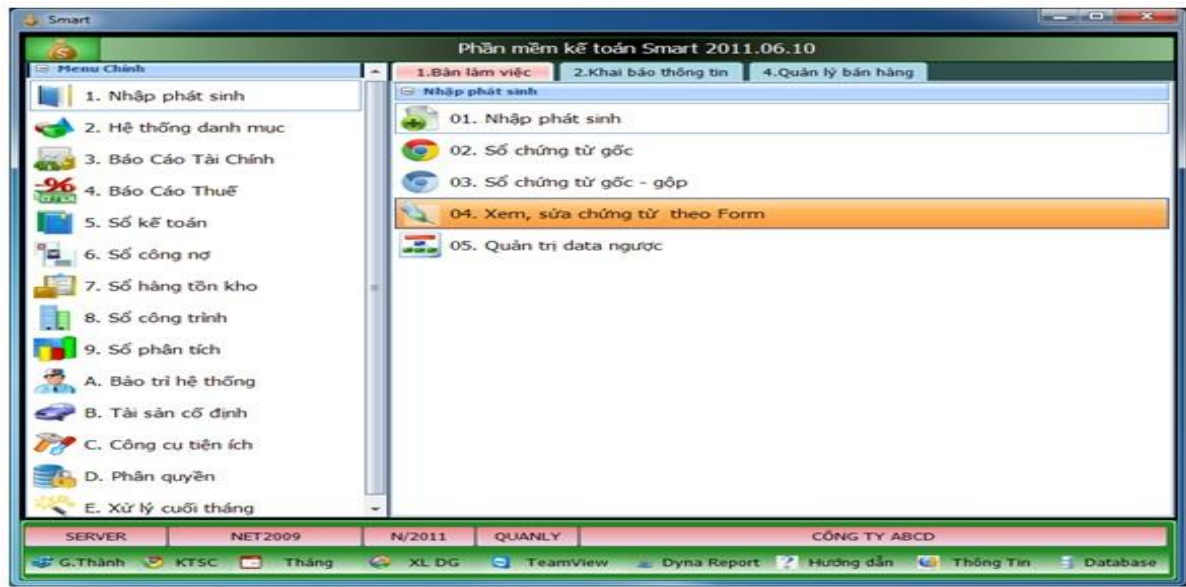 Smart
Phần mềm kế toán Smart 2011.06.10
Menu Chính
1. Nhập phát sinh
2. Hệ thống danh mục
3. Báo Cáo Tài Chính
4. Báo Cáo Thuế
5. Sổ kế toán
6. Sổ công nợ
7. Sổ hàng tồn kho
8. Sổ công trình
9. Sổ phân tích
A. Bảo trì hệ thống
B. Tài sản cố định
C. Công cụ tiện ích
D. Phân quyền
E. Xử lý cuối tháng
1.Bàn làm việc 2.Khai báo thông tin 4.Quản lý bán hàng
Nhập phát sinh
01. Nhập phát sinh
02. Sổ chứng từ gốc
03. Sổ chứng từ gốc - gộp
04. Xem, sửa chứng từ theo Form
05. Quản trị data ngược
SERVER NET2009 N/2011 QUANLY CÔNG TY ABCD
G.Thành KTSC Tháng XL DG TeamView Dyna Report Hướng dẫn Thông Tin Database